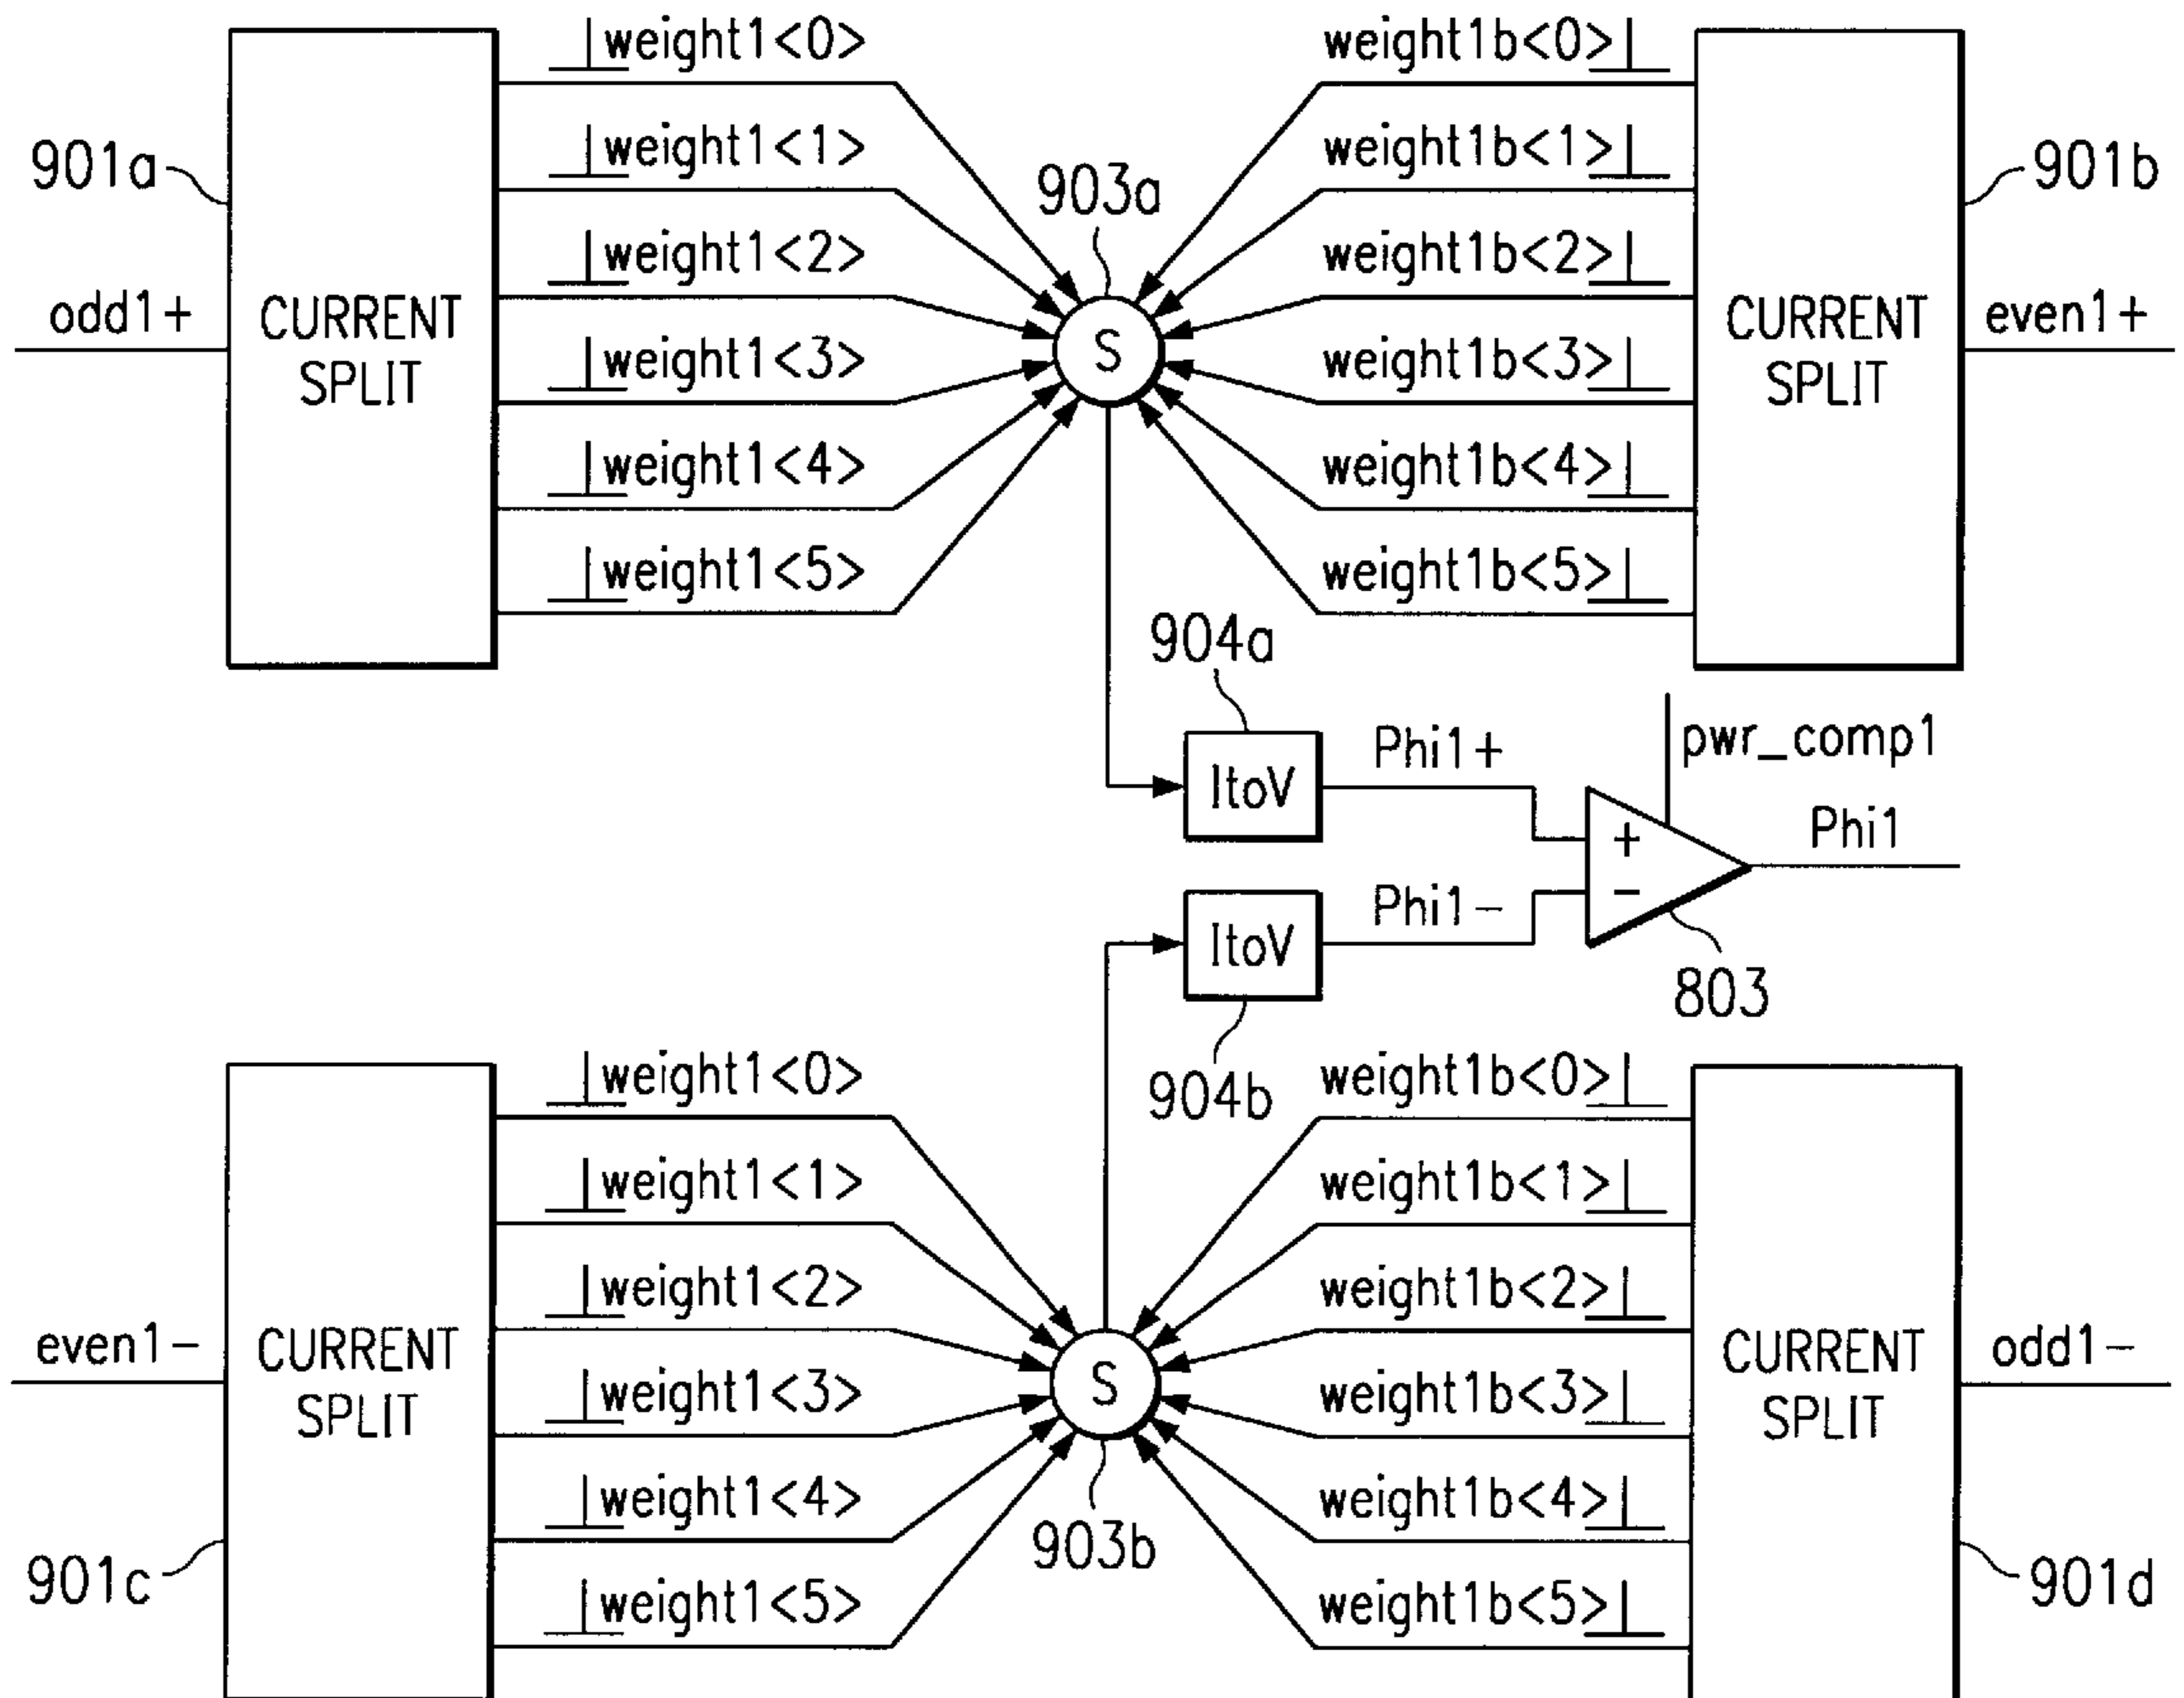 weight1<0>
weight1b<0>
weight1<1>
weight1b<1>
901a
901b
903a
weight1<2>
weight1b<2>
odd1+
CURRENT
SPLIT
S
CURRENT
SPLIT
even1+
weight1<3>
weight1b<3>
weight1<4>
weight1b<4>
weight1<5>
weight1b<5>
904a
pwr_comp1
Phi1+
ItoV
+
Phi1
−
Phi1−
ItoV
803
904b
weight1<0>
weight1b<0>
weight1<1>
weight1b<1>
weight1<2>
weight1b<2>
even1−
CURRENT
SPLIT
S
CURRENT
SPLIT
odd1−
weight1<3>
weight1b<3>
weight1<4>
weight1b<4>
903b
901c
901d
weight1<5>
weight1b<5>